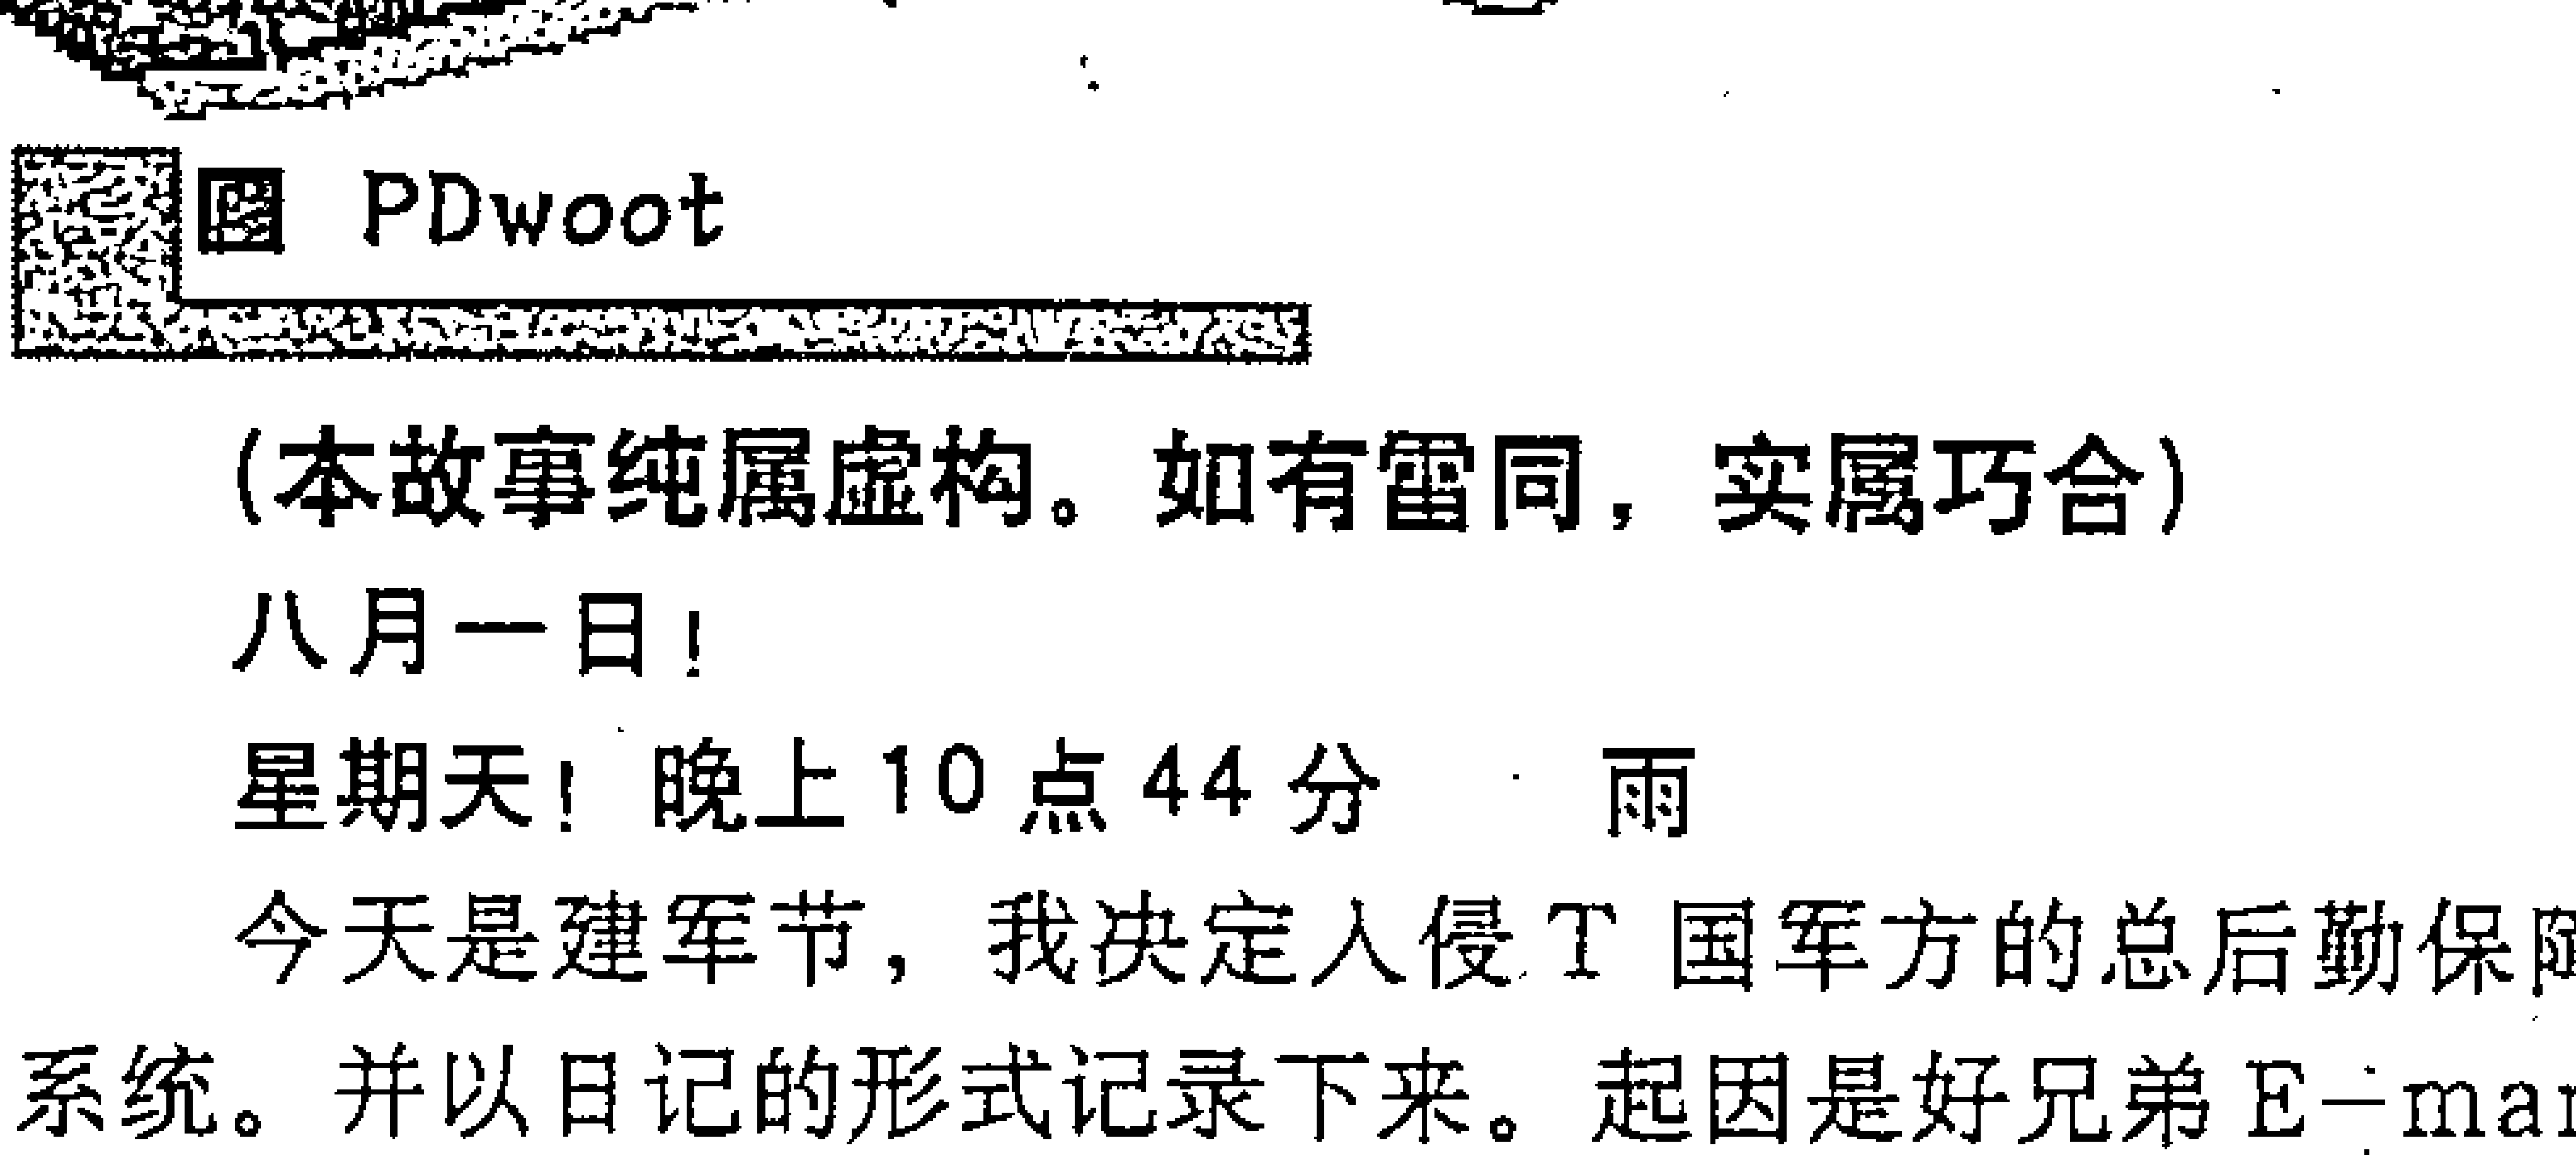 图 PDwoot
(本故事纯属虚构。如有雷同，实属巧合)
八月一日！
星期天！晚上10点44分 雨
今天是建军节，我决定入侵T国军方的总后勤保障
系统。并以日记的形式记录下来。起因是好兄弟E-man